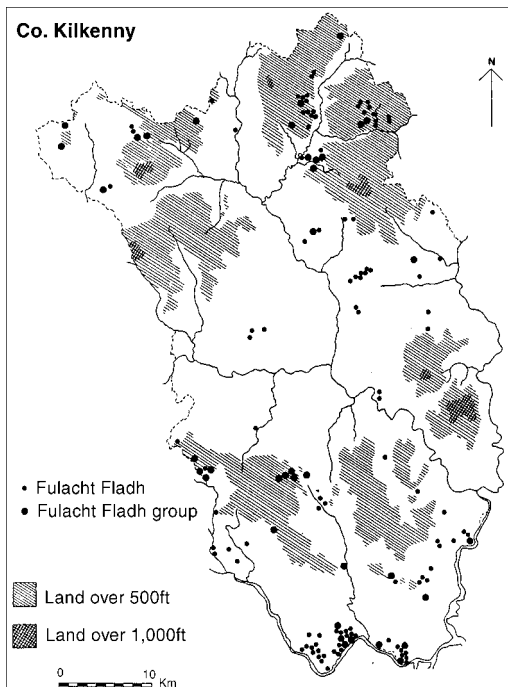 Co. Kilkenny
N
Fulacht Fladh
Fulacht Fladh group
Land over 500ft
Land over 1,000ft
0 10
Km